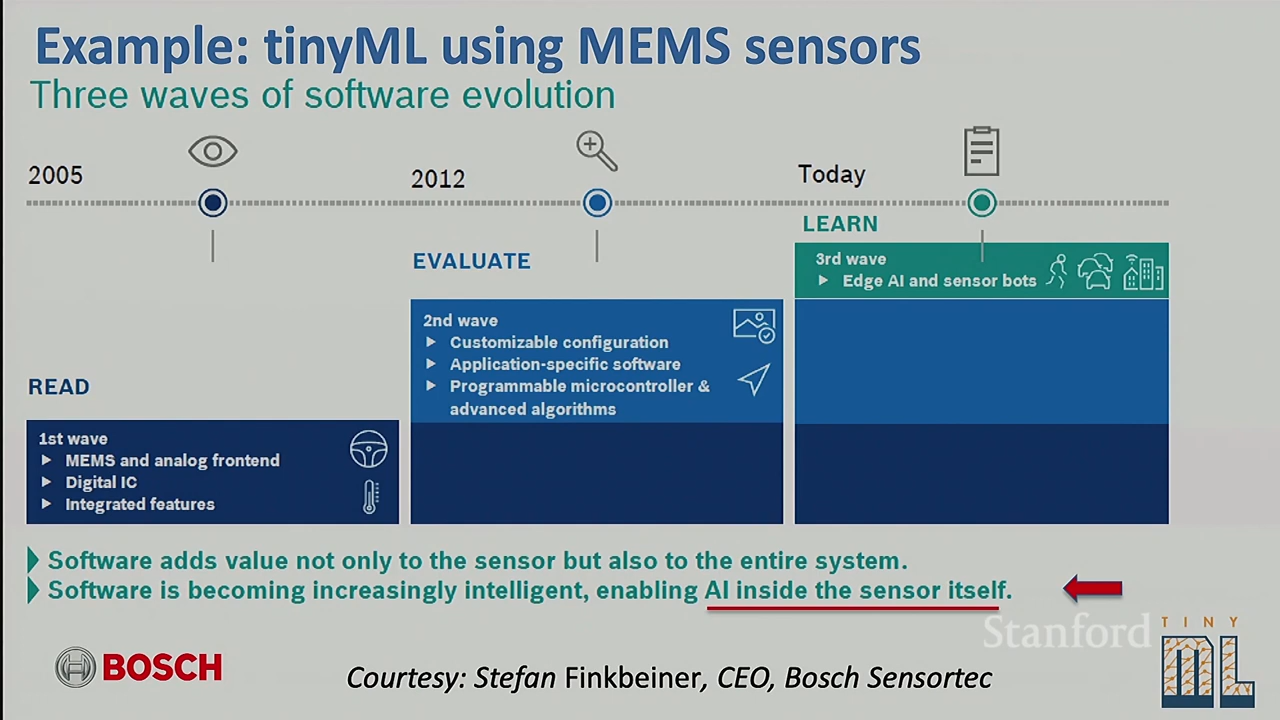 Example: tinyML using MEMS sensors
Three waves of software evolution
2005
2012
Today
READ
1st wave
MEMS and analog frontend
Digital IC
Integrated features
EVALUATE
2nd wave
Customizable configuration
Application-specific software
Programmable microcontroller &
advanced algorithms
LEARN
3rd wave
Edge AI and sensor bots
Software adds value not only to the sensor but also to the entire system.
Software is becoming increasingly intelligent, enabling AI inside the sensor itself.
BOSCH
Courtesy: Stefan Finkbeiner, CEO, Bosch Sensortec
Stanford
TINY
ML